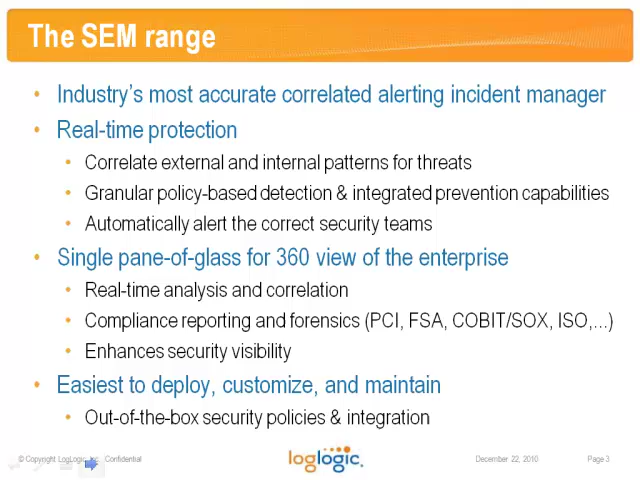 The SEM range
• Industry's most accurate correlated alerting incident manager
• Real-time protection
• Correlate external and internal patterns for threats
• Granular policy-based detection & integrated prevention capabilities
• Automatically alert the correct security teams
• Single pane-of-glass for 360 view of the enterprise
• Real-time analysis and correlation
• Compliance reporting and forensics (PCI, FSA, COBIT/SOX, ISO,...)
• Enhances security visibility
• Easiest to deploy, customize, and maintain
• Out-of-the-box security policies & integration
© Copyright LogLogic, Inc. Confidential
loglogic
December 22, 2010
Page 3